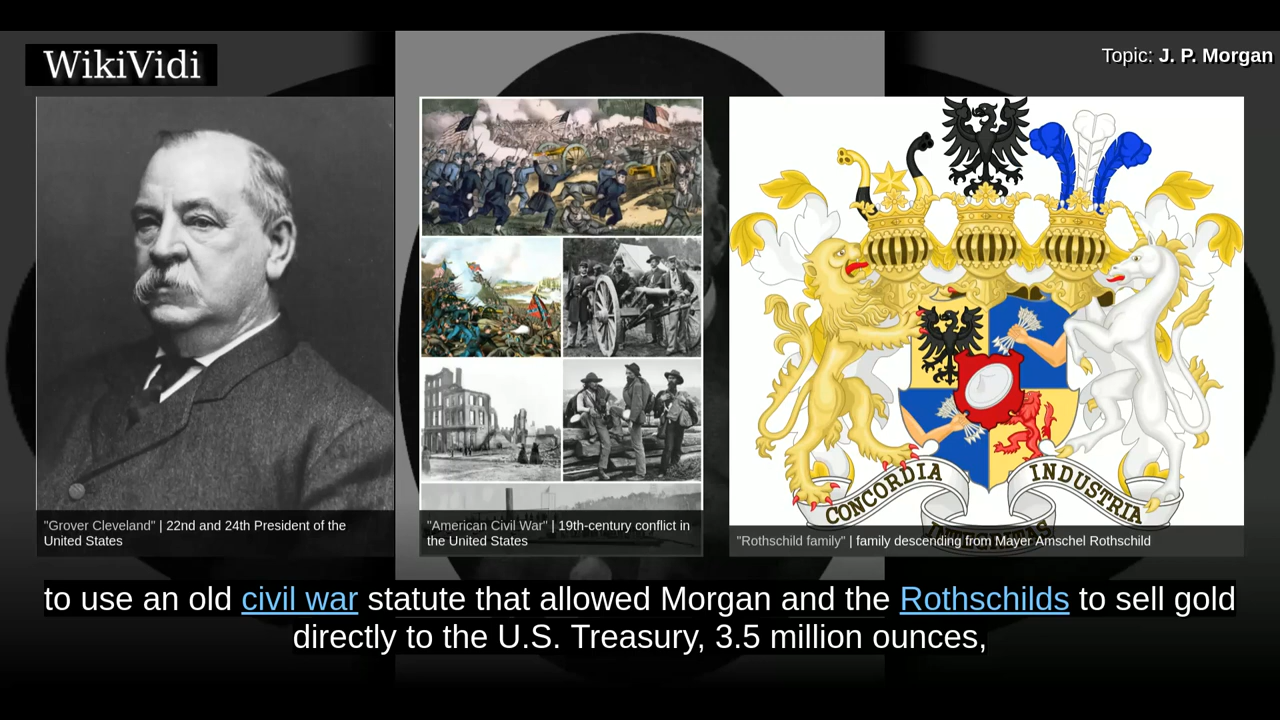 WikiVidi
Topic: J. P. Morgan
CONCORDIA
INDUSTRIA
INTEGRITAS
"Grover Cleveland" | 22nd and 24th President of the
United States
"American Civil War" | 19th-century conflict in
the United States
"Rothschild family" | family descending from Mayer Amschel Rothschild
to use an old civil war statute that allowed Morgan and the Rothschilds to sell gold
directly to the U.S. Treasury, 3.5 million ounces,